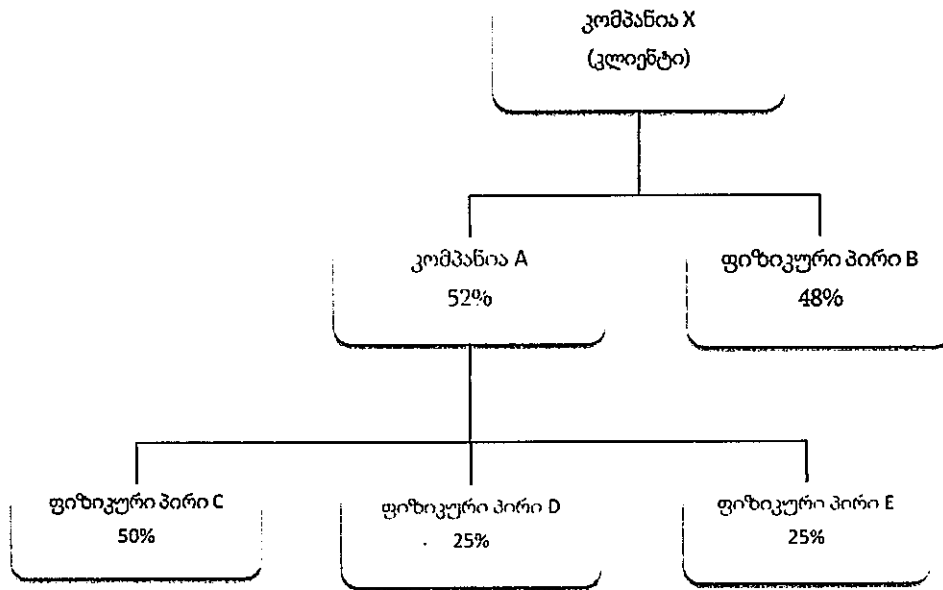 კომპანია X
(კლიენტი)
კომპანია A
52%
ფიზიკური პირი B
48%
ფიზიკური პირი C
50%
ფიზიკური პირი D
25%
ფიზიკური პირი E
25%